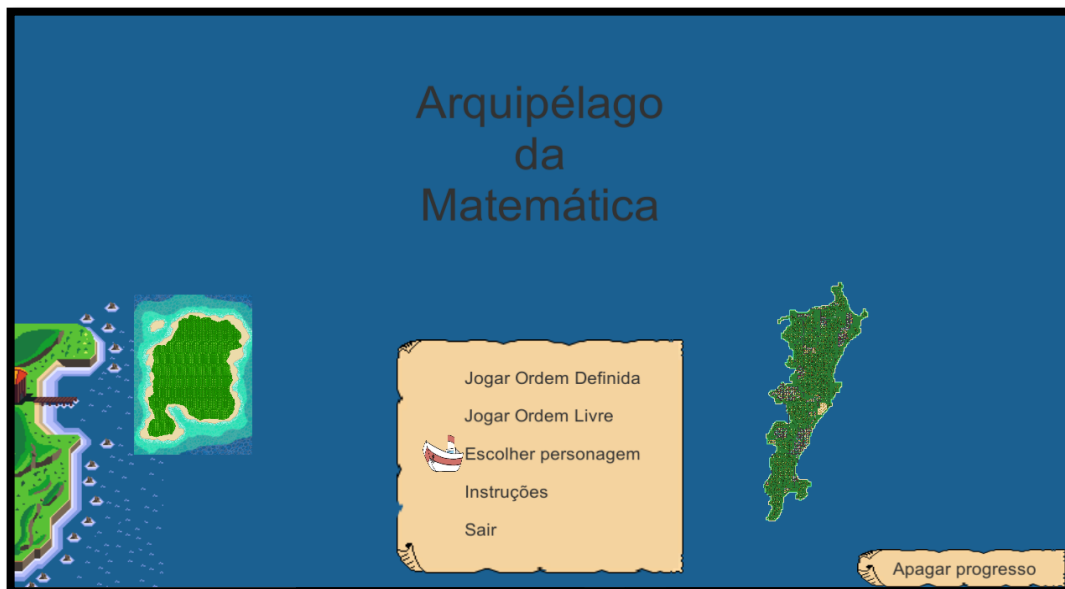 Arquipélago
da
Matemática
Jogar Ordem Definida
Jogar Ordem Livre
Escolher personagem
Instruções
Sair
Apagar progresso